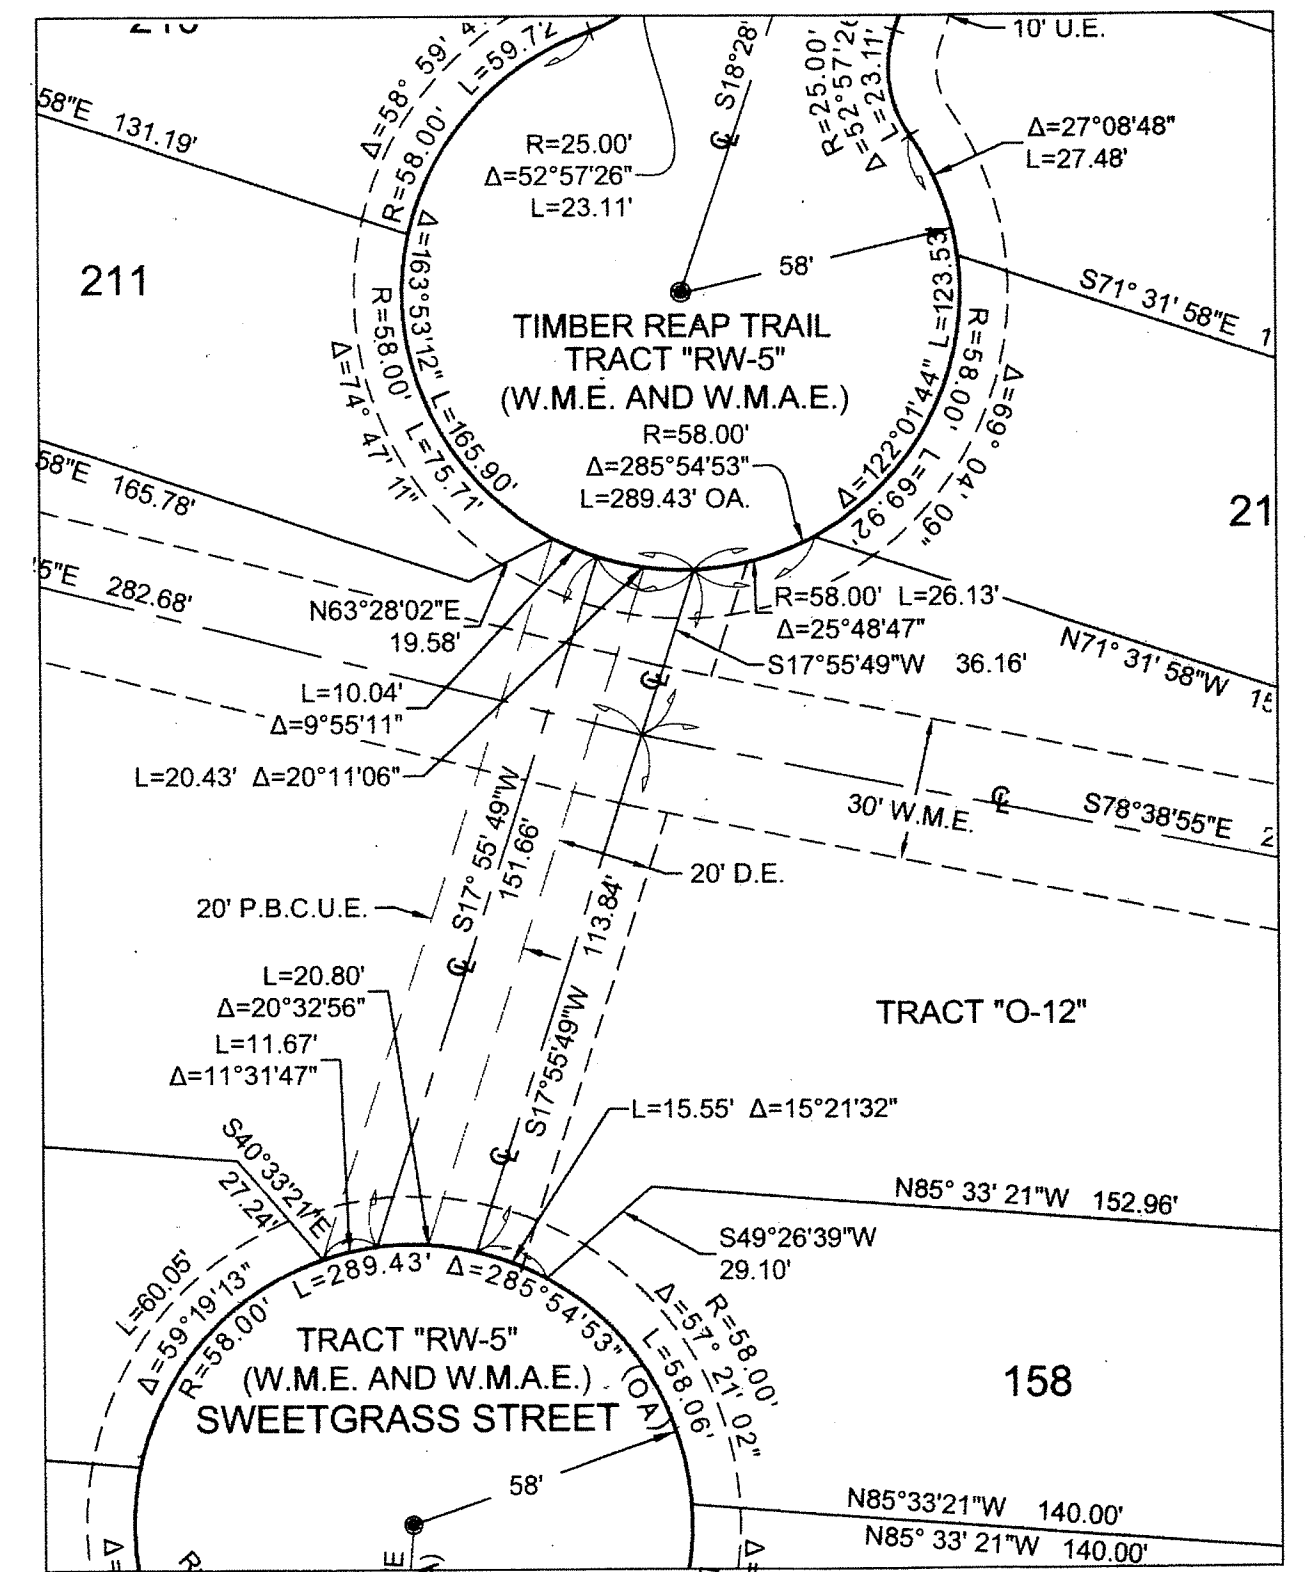 10' U.E.
Δ=58° 59' 4
L=59.72
R=58.00'
S18°28'
R=25.00'
Δ=52°57'26
L=23.11'
Δ=27°08'48"
L=27.48'
58"E 131.19'
R=25.00'
Δ=52°57'26"
L=23.11'
211
58'
S71° 31' 58"E 1
TIMBER REAP TRAIL
TRACT "RW-5"
(W.M.E. AND W.M.A.E.)
R=58.00'
Δ=285°54'53"
L=289.43' OA.
Δ=163°53'12" L=165.90'
R=58.00' L=75.71'
Δ=74° 47' 11"
Δ=122°01'44" L=123.53
R=58.00' L=69.92'
Δ=69° 04' 09"
58"E 165.78'
21
5"E 282.68'
N63°28'02"E
19.58'
R=58.00' L=26.13'
Δ=25°48'47"
S17°55'49"W 36.16'
N71° 31' 58"W 15
L=10.04'
Δ=9°55'11"
L=20.43' Δ=20°11'06"
30' W.M.E.
S78°38'55"E 2
S17° 55' 49"W
151.66'
20' D.E.
20' P.B.C.U.E.
S17°55'49"W 113.84'
L=20.80'
Δ=20°32'56"
L=11.67'
Δ=11°31'47"
TRACT "O-12"
L=15.55' Δ=15°21'32"
S40°33'21"E
27.24'
N85° 33' 21"W 152.96'
S49°26'39"W
29.10'
L=60.05'
Δ=59°19'13"
R=58.00'
L=289.43' Δ=285°54'53" (OA)
R=58.00'
Δ=57° 21' 02"
L=58.06'
TRACT "RW-5"
(W.M.E. AND W.M.A.E.)
SWEETGRASS STREET
158
58'
N85°33'21"W 140.00'
N85° 33' 21"W 140.00'
Δ=
Δ=